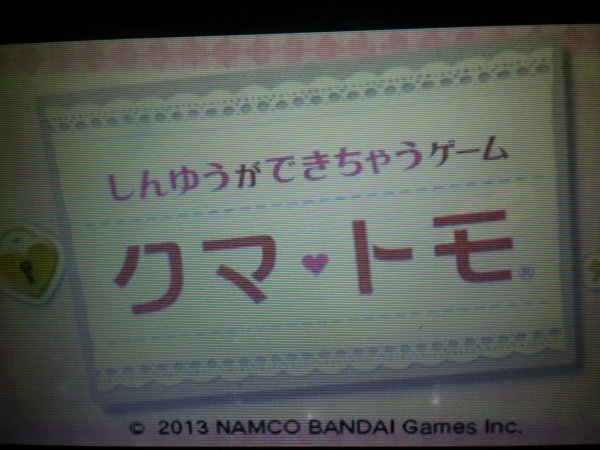 しんゆうができちゃうゲーム
クマ♥トモ®
© 2013 NAMCO BANDAI Games Inc.